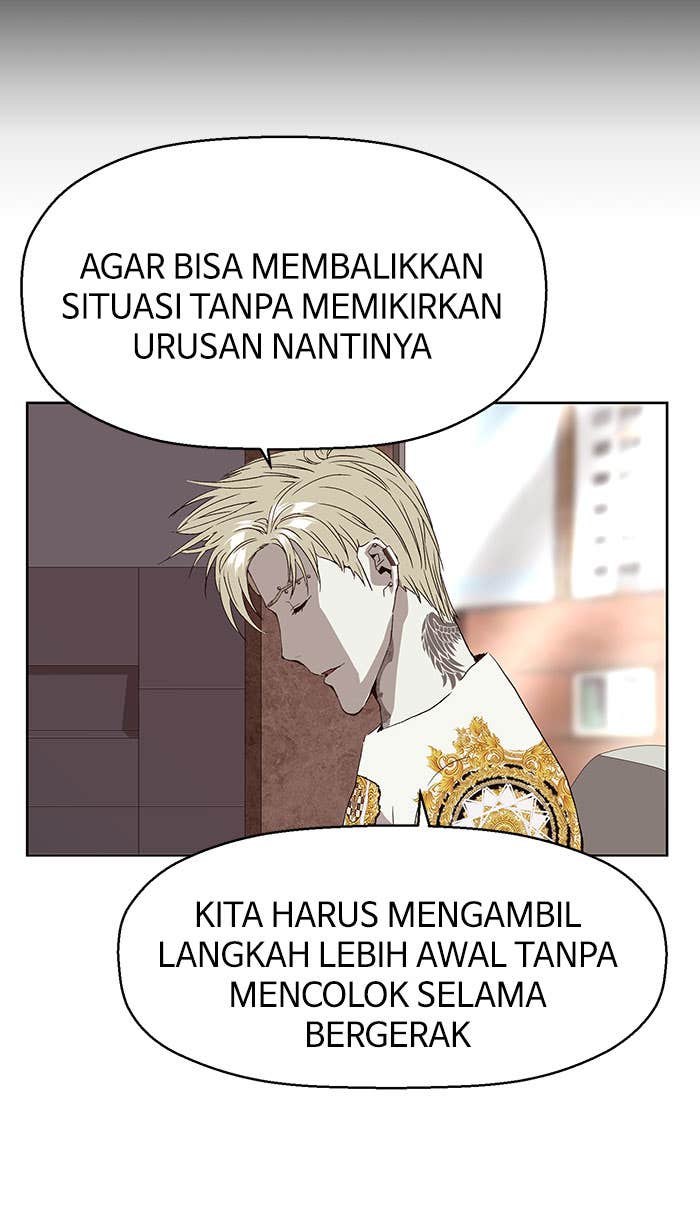 AGAR BISA MEMBALIKKAN
SITUASI TANPA MEMIKIRKAN
URUSAN NANTINYA
KITA HARUS MENGAMBIL
LANGKAH LEBIH AWAL TANPA
MENCOLOK SELAMA
BERGERAK